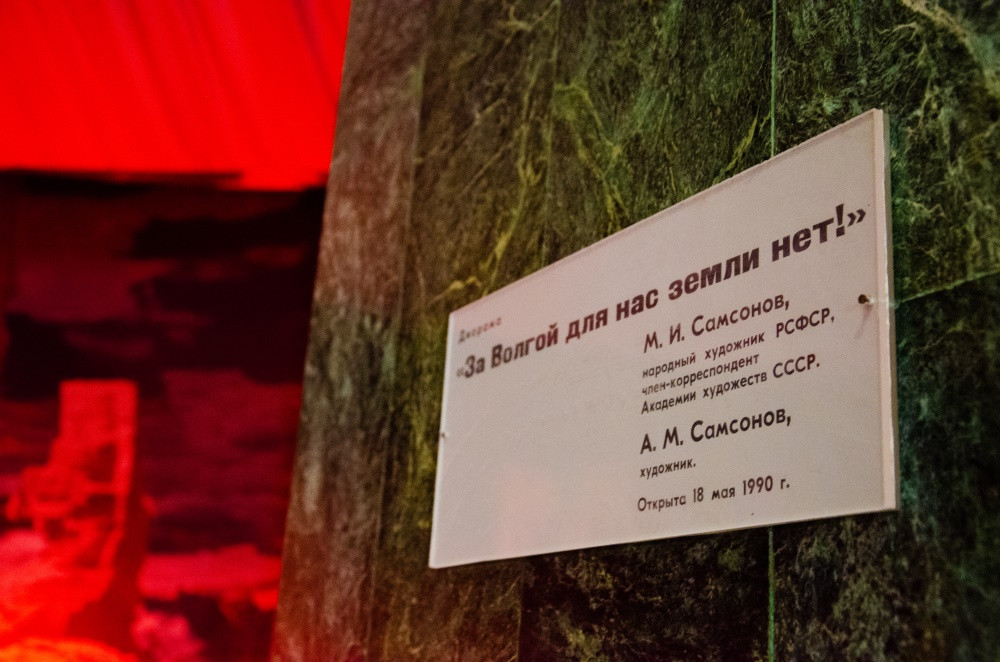 Диорама
«За Волгой для нас земли нет!»
М. И. Самсонов,
народный художник РСФСР,
член-корреспондент
Академии художеств СССР.
А. М. Самсонов,
художник.
Открыта 18 мая 1990 г.